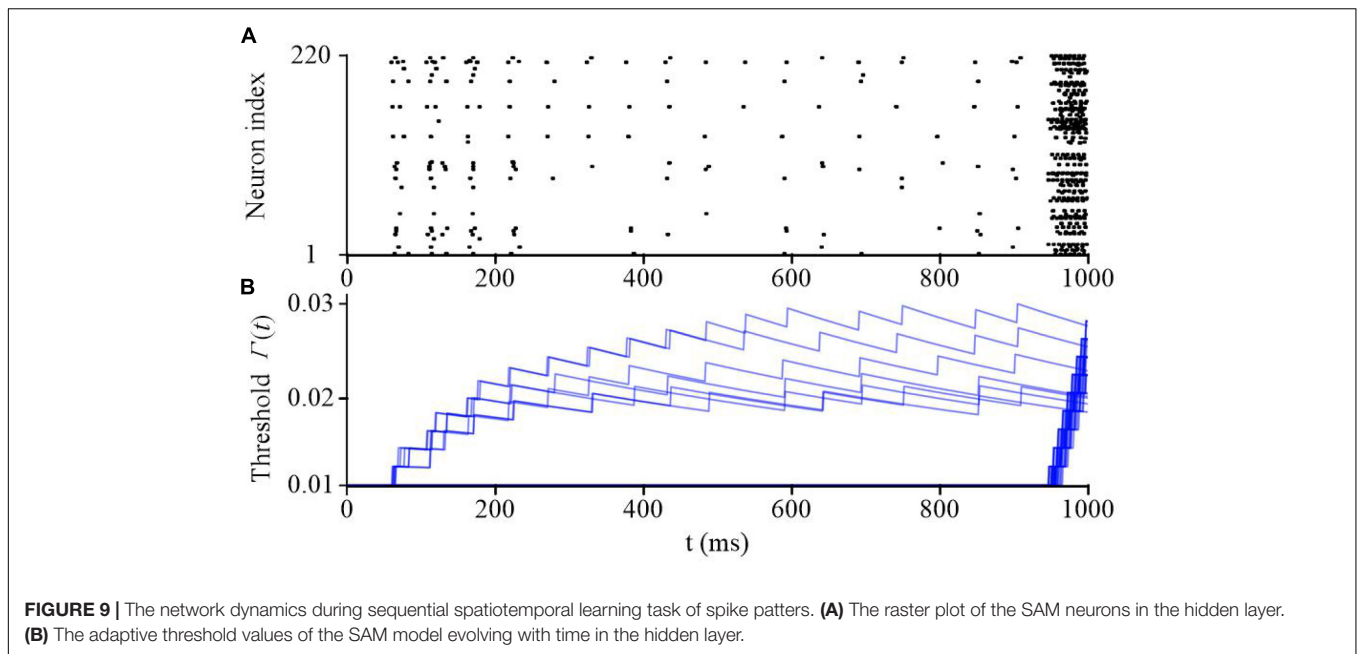 A
220
Neuron index
1
0 200 400 600 800 1000
B
0.03
Threshold Γ(t)
0.02
0.01
0 200 400 600 800 1000
t (ms)
FIGURE 9 | The network dynamics during sequential spatiotemporal learning task of spike patters. (A) The raster plot of the SAM neurons in the hidden layer.
(B) The adaptive threshold values of the SAM model evolving with time in the hidden layer.